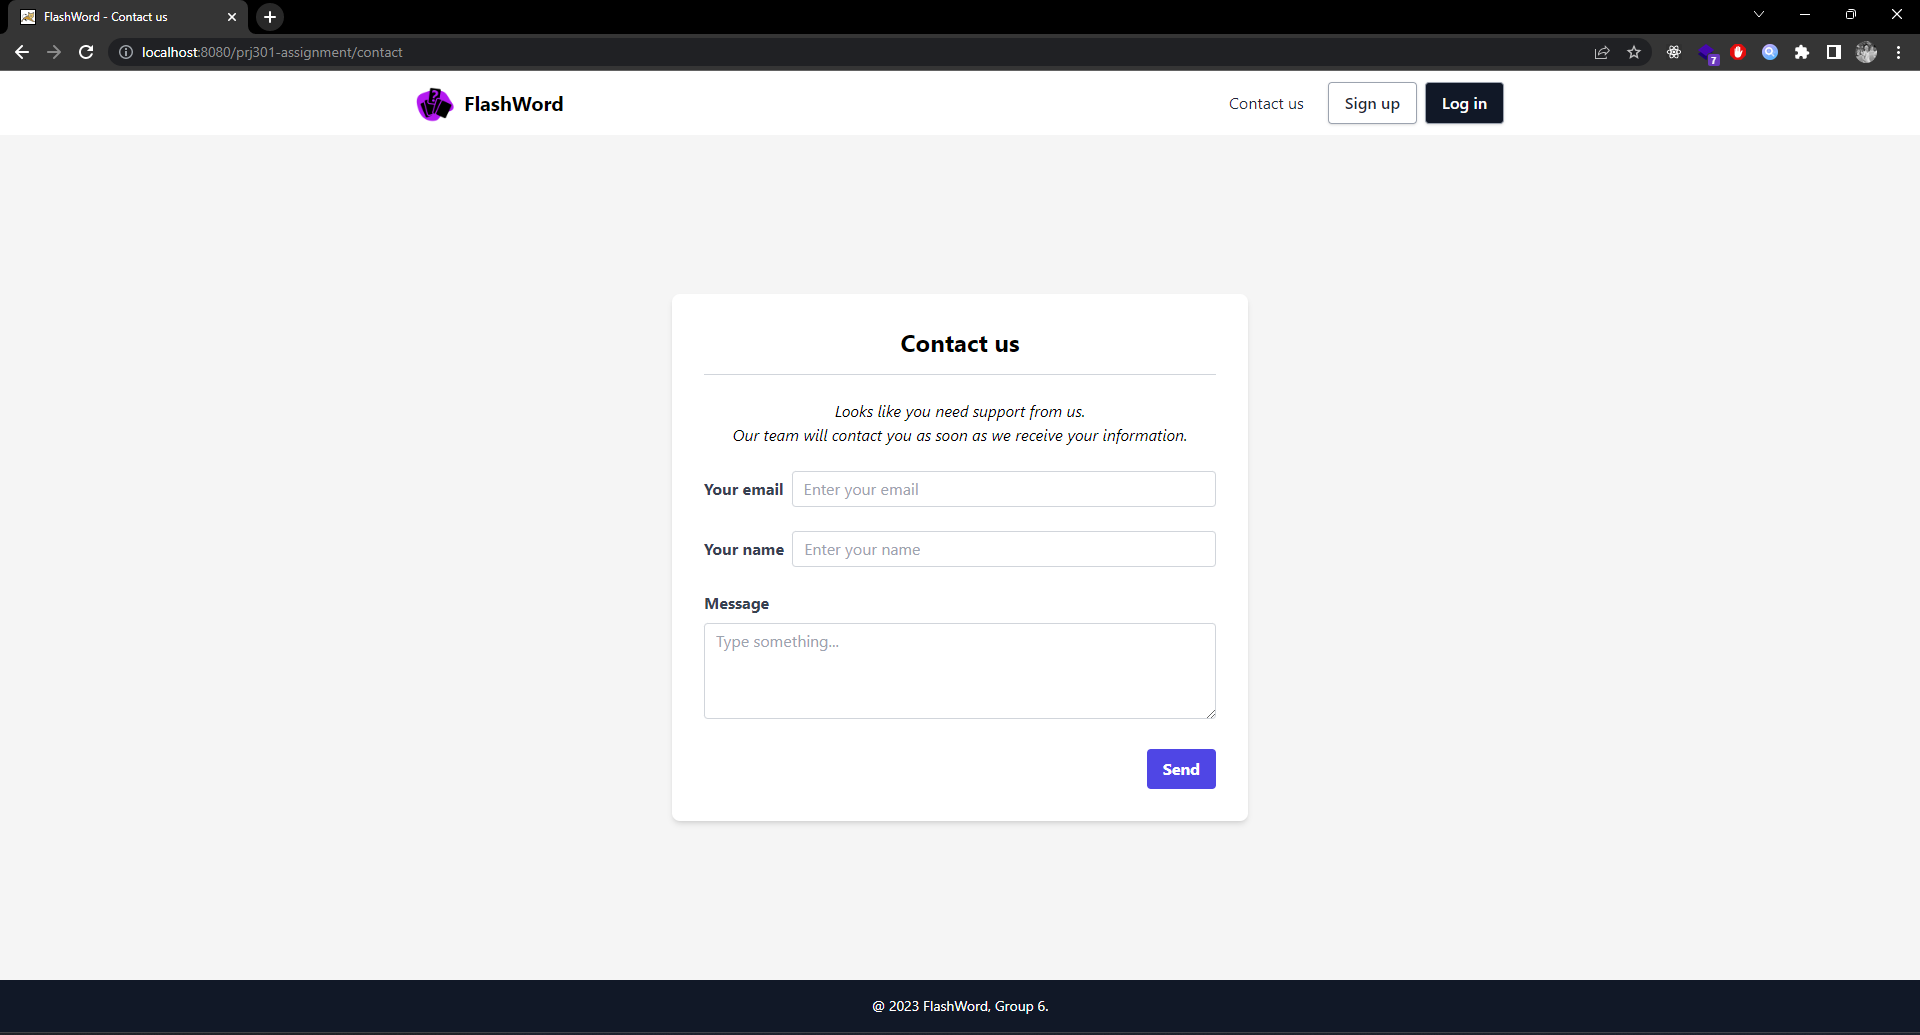 FlashWord - Contact us
localhost:8080/prj301-assignment/contact
7
FlashWord
Contact us
Sign up
Log in
Contact us
Looks like you need support from us.
Our team will contact you as soon as we receive your information.
Your email
Enter your email
Your name
Enter your name
Message
Type something...
Send
@ 2023 FlashWord, Group 6.